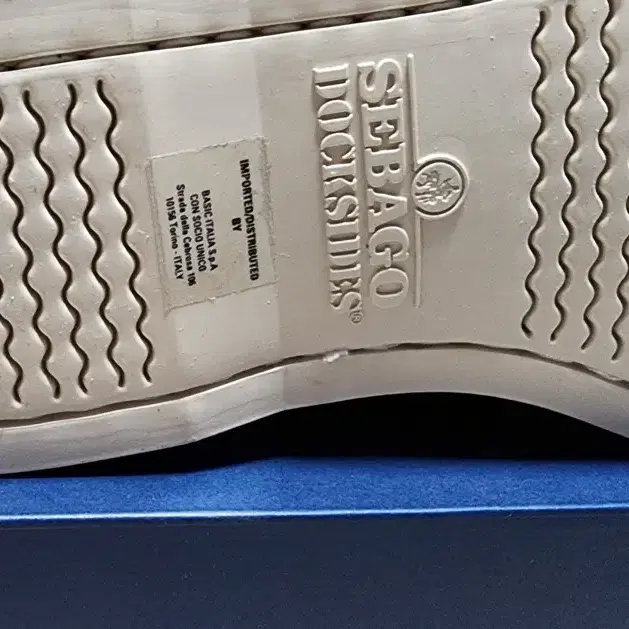 SEBAGO
DOCKSIDES®
IMPORTED/DISTRIBUTED
BY
BASIC ITALIA S.p.A
CON SOCIO UNICO
Strada della Cebrosa 106
10156 Torino - ITALY